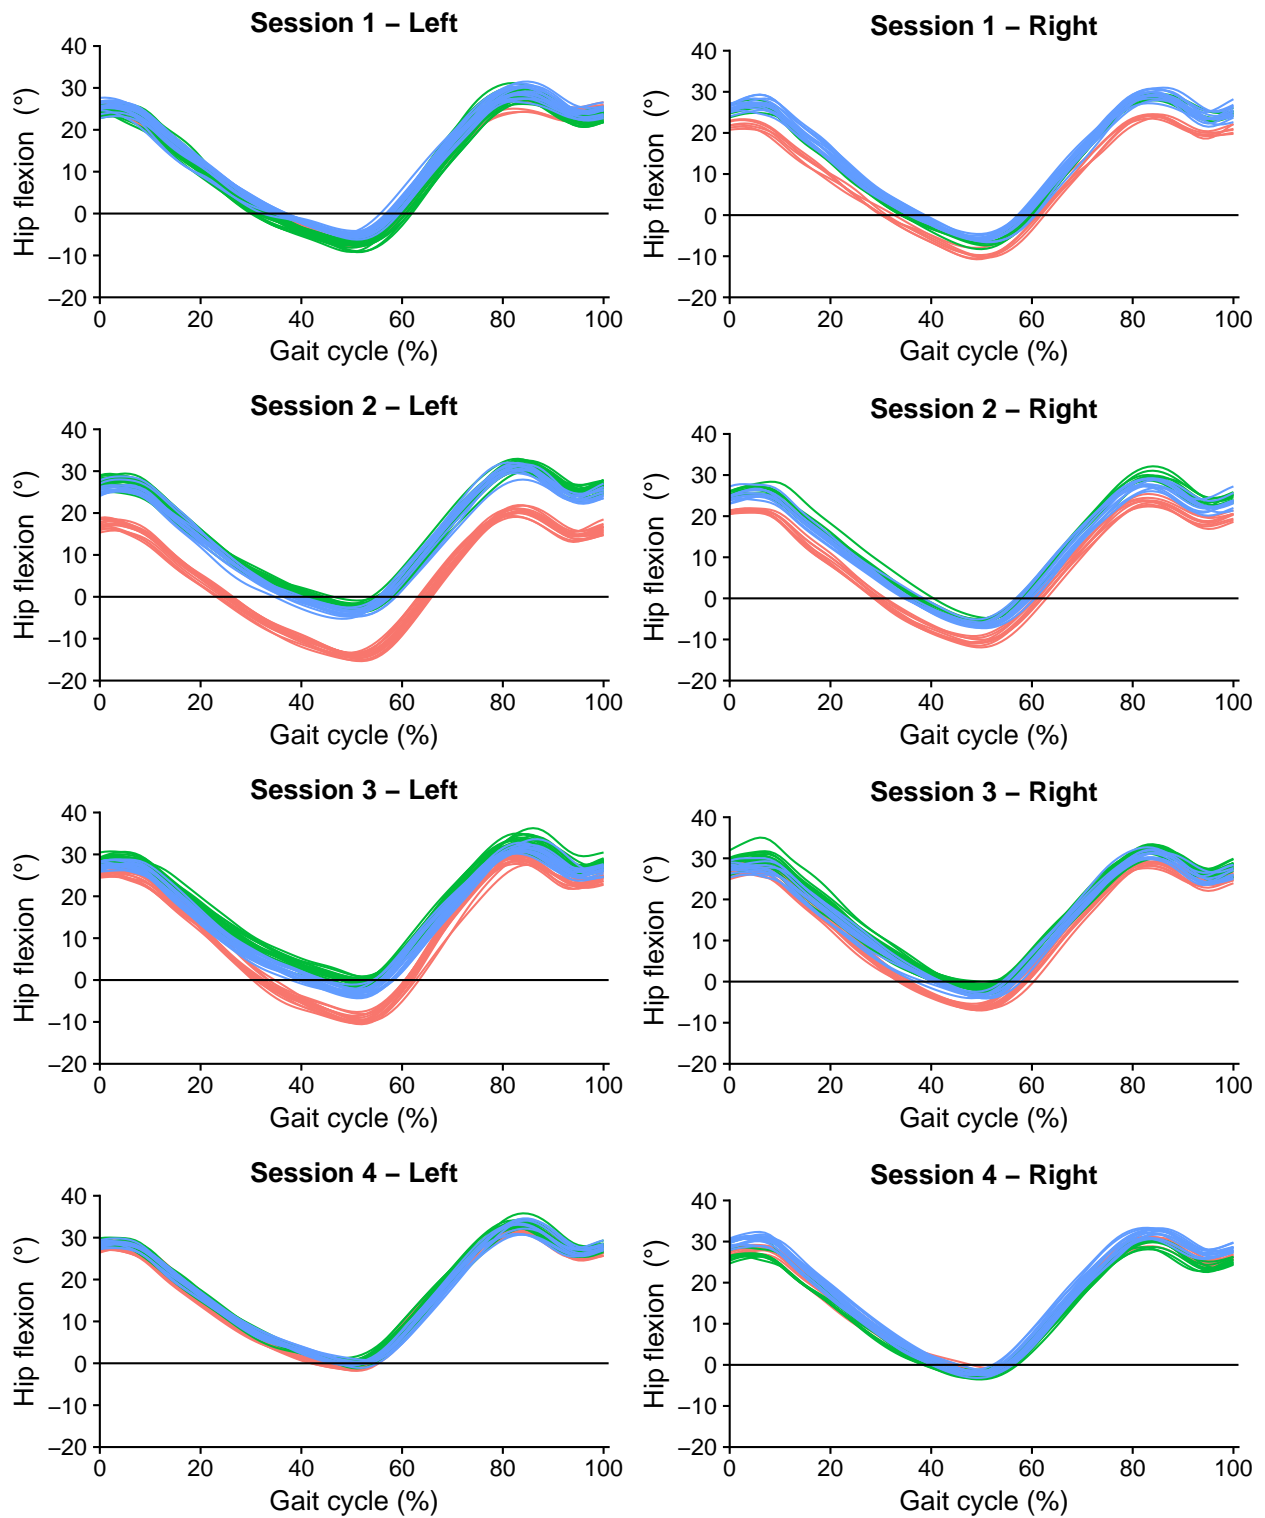 Session 1 – Left
Hip flexion (°)
40
30
20
10
0
–10
–20
0 20 40 60 80 100
Gait cycle (%)
Session 1 – Right
Hip flexion (°)
40
30
20
10
0
–10
–20
0 20 40 60 80 100
Gait cycle (%)
Session 2 – Left
Hip flexion (°)
40
30
20
10
0
–10
–20
0 20 40 60 80 100
Gait cycle (%)
Session 2 – Right
Hip flexion (°)
40
30
20
10
0
–10
–20
0 20 40 60 80 100
Gait cycle (%)
Session 3 – Left
Hip flexion (°)
40
30
20
10
0
–10
–20
0 20 40 60 80 100
Gait cycle (%)
Session 3 – Right
Hip flexion (°)
40
30
20
10
0
–10
–20
0 20 40 60 80 100
Gait cycle (%)
Session 4 – Left
Hip flexion (°)
40
30
20
10
0
–10
–20
0 20 40 60 80 100
Gait cycle (%)
Session 4 – Right
Hip flexion (°)
40
30
20
10
0
–10
–20
0 20 40 60 80 100
Gait cycle (%)